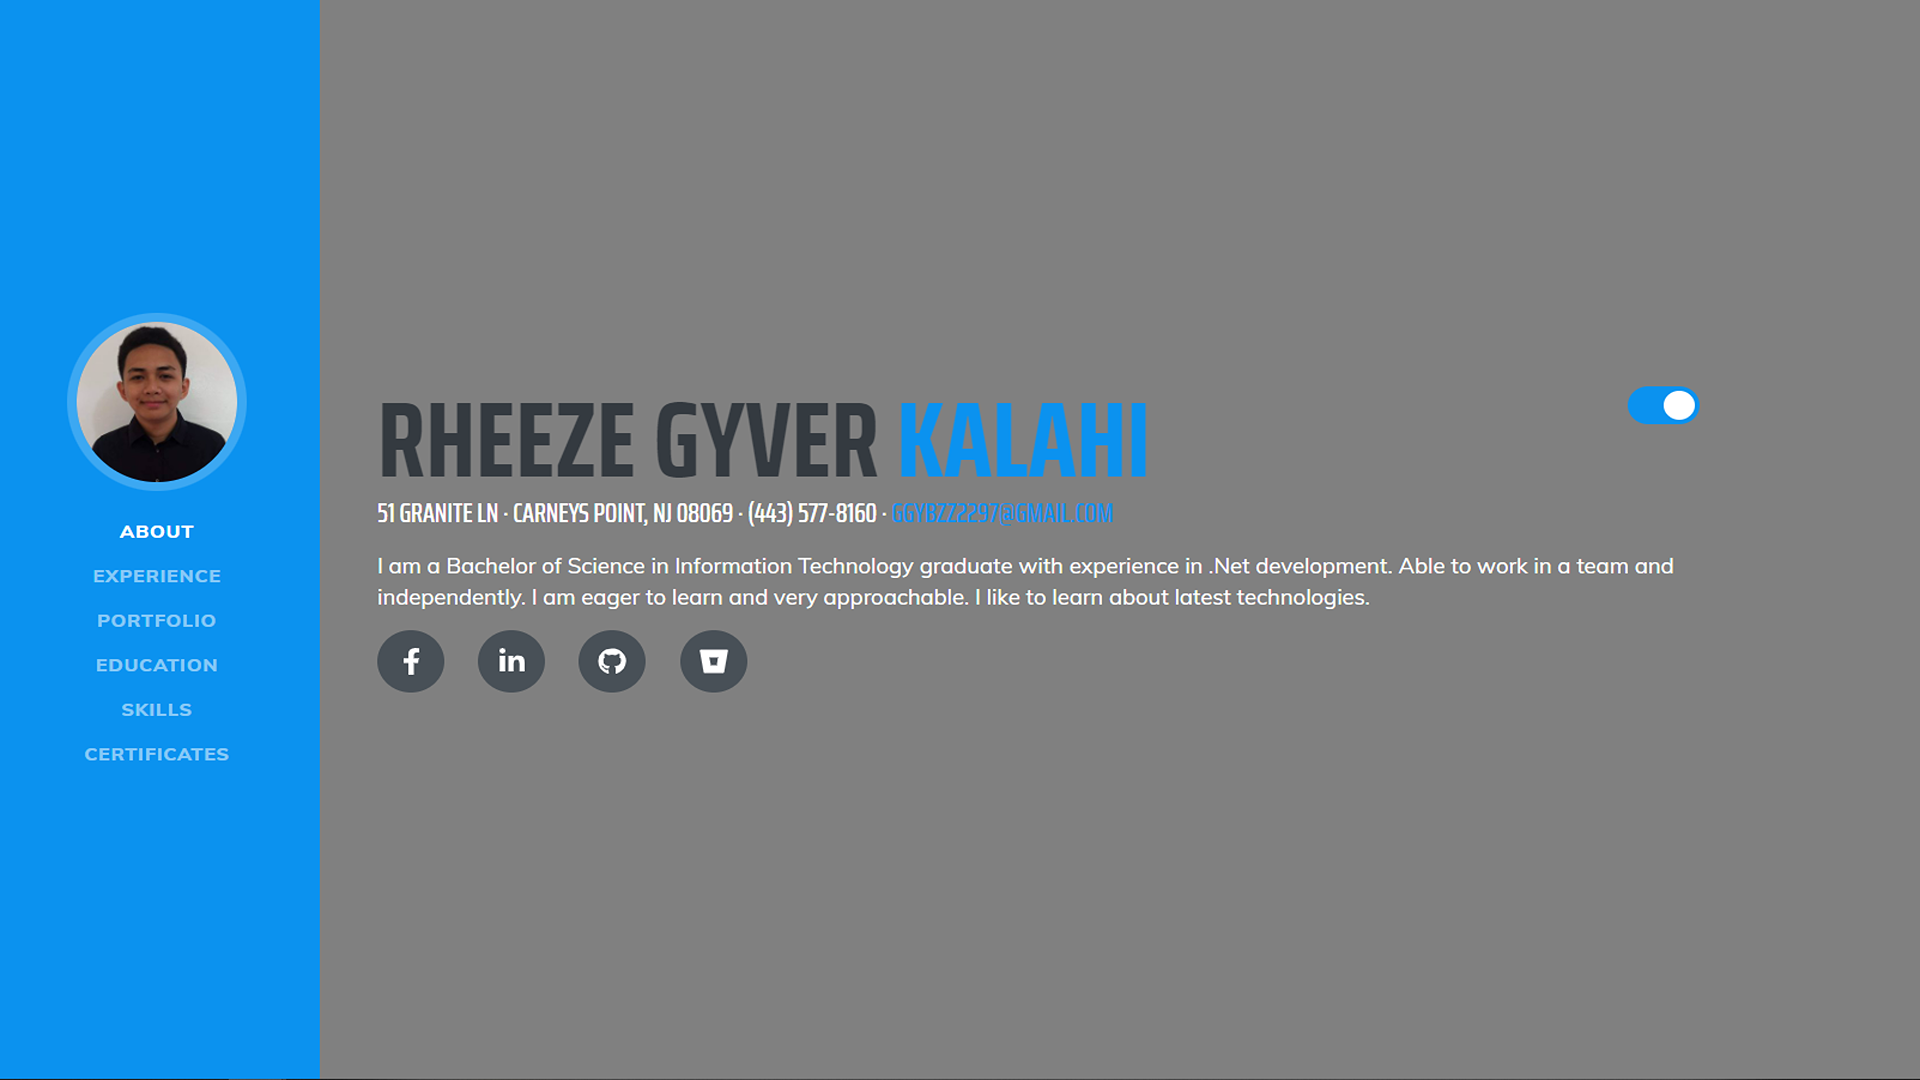 ABOUT
EXPERIENCE
PORTFOLIO
EDUCATION
SKILLS
CERTIFICATES
RHEEZE GYVER KALAHI
51 GRANITE LN · CARNEYS POINT, NJ 08069 · (443) 577-8160 · GGYBZZ2297@GMAIL.COM
I am a Bachelor of Science in Information Technology graduate with experience in .Net development. Able to work in a team and
independently. I am eager to learn and very approachable. I like to learn about latest technologies.